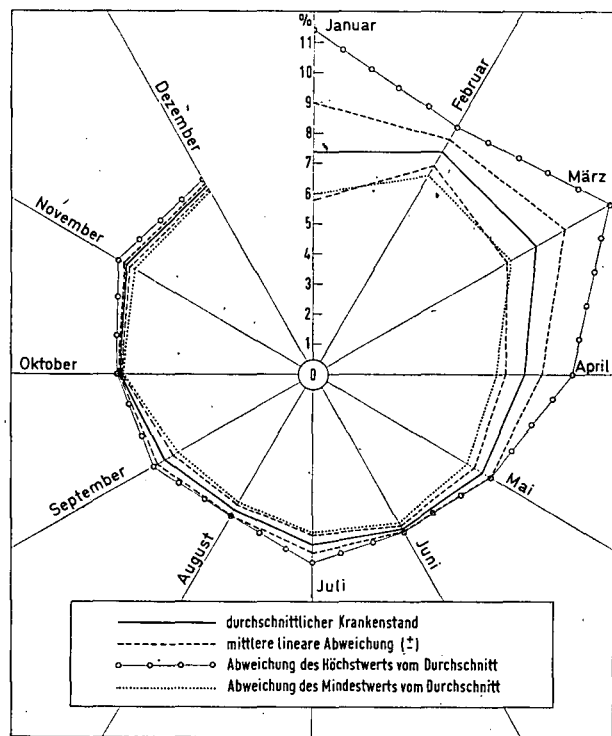 % Januar
11
10
9
8
7
6
5
4
3
2
1
0
Februar
März
April
Mai
Juni
Juli
August
September
Oktober
November
Dezember
durchschnittlicher Krankenstand
mittlere lineare Abweichung (±)
Abweichung des Höchstwerts vom Durchschnitt
Abweichung des Mindestwerts vom Durchschnitt